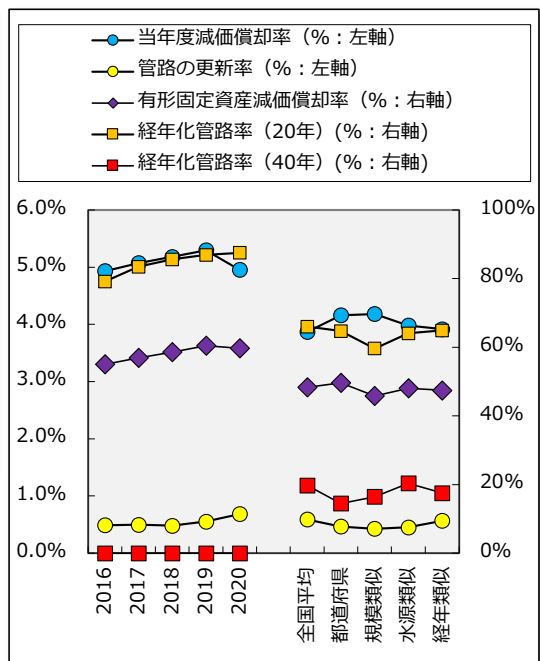 当年度減価償却率（%：左軸）
管路の更新率（%：左軸）
有形固定資産減価償却率（%：右軸）
経年化管路率（20年）(%：右軸)
経年化管路率（40年）(%：右軸)
6.0%
5.0%
4.0%
3.0%
2.0%
1.0%
0.0%
100%
80%
60%
40%
20%
0%
2016
2017
2018
2019
2020
全国平均
都道府県
規模類似
水源類似
経年類似